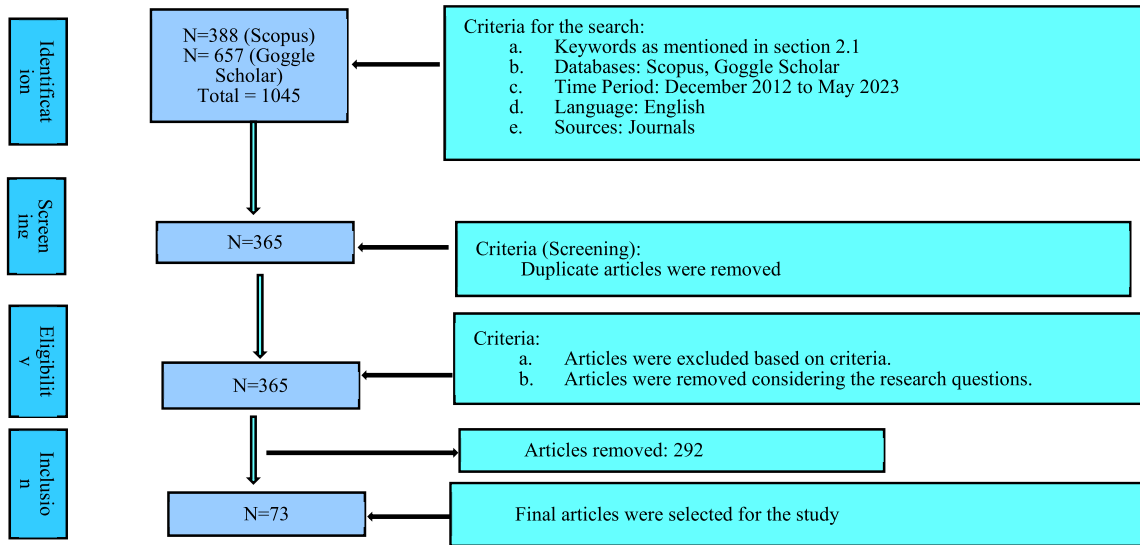 Identificat
ion
N=388 (Scopus)
N= 657 (Goggle
Scholar)
Total = 1045
Criteria for the search:
a. Keywords as mentioned in section 2.1
b. Databases: Scopus, Goggle Scholar
c. Time Period: December 2012 to May 2023
d. Language: English
e. Sources: Journals
Screen
ing
N=365
Criteria (Screening):
Duplicate articles were removed
Eligibilit
y
N=365
Criteria:
a. Articles were excluded based on criteria.
b. Articles were removed considering the research questions.
Inclusio
n
Articles removed: 292
N=73
Final articles were selected for the study